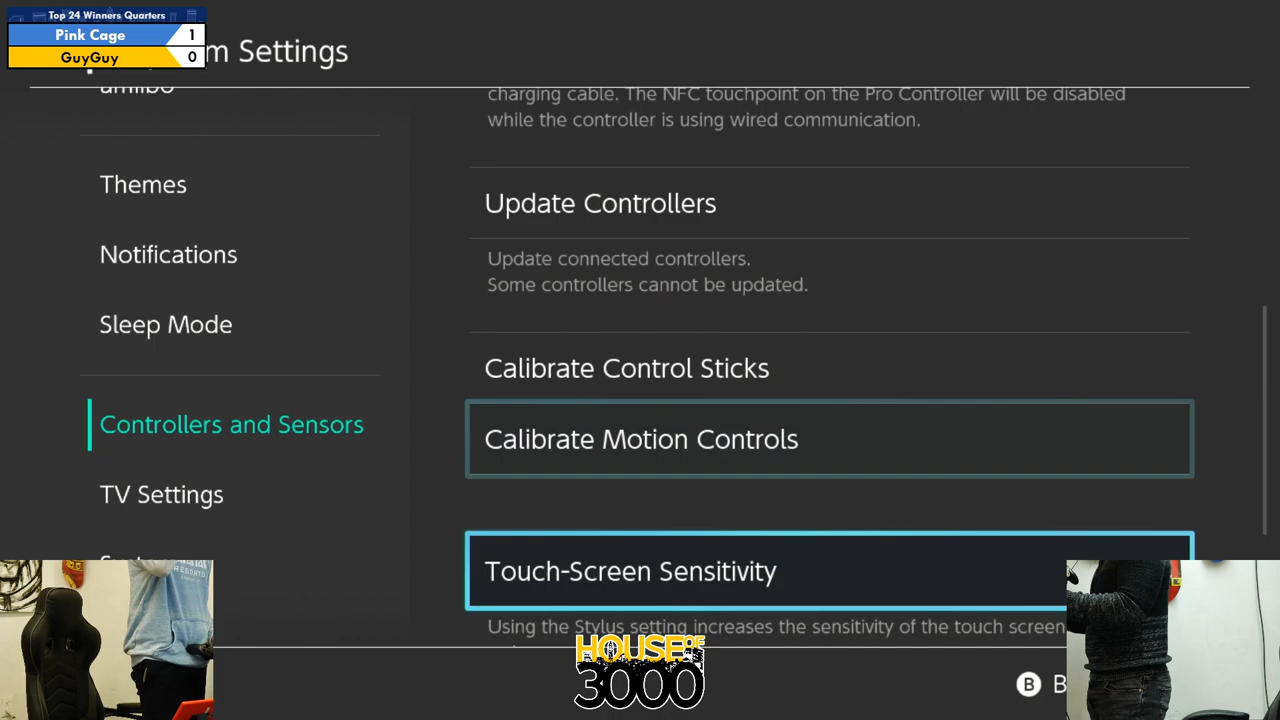 Top 24 Winners Quarters
Pink Cage 1
GuyGuy 0
m Settings
amiibo
Themes
Notifications
Sleep Mode
Controllers and Sensors
TV Settings
charging cable. The NFC touchpoint on the Pro Controller will be disabled
while the controller is using wired communication.
Update Controllers
Update connected controllers.
Some controllers cannot be updated.
Calibrate Control Sticks
Calibrate Motion Controls
Touch-Screen Sensitivity
Using the Stylus setting increases the sensitivity of the touch screen
HOUSE OF
3000
B B